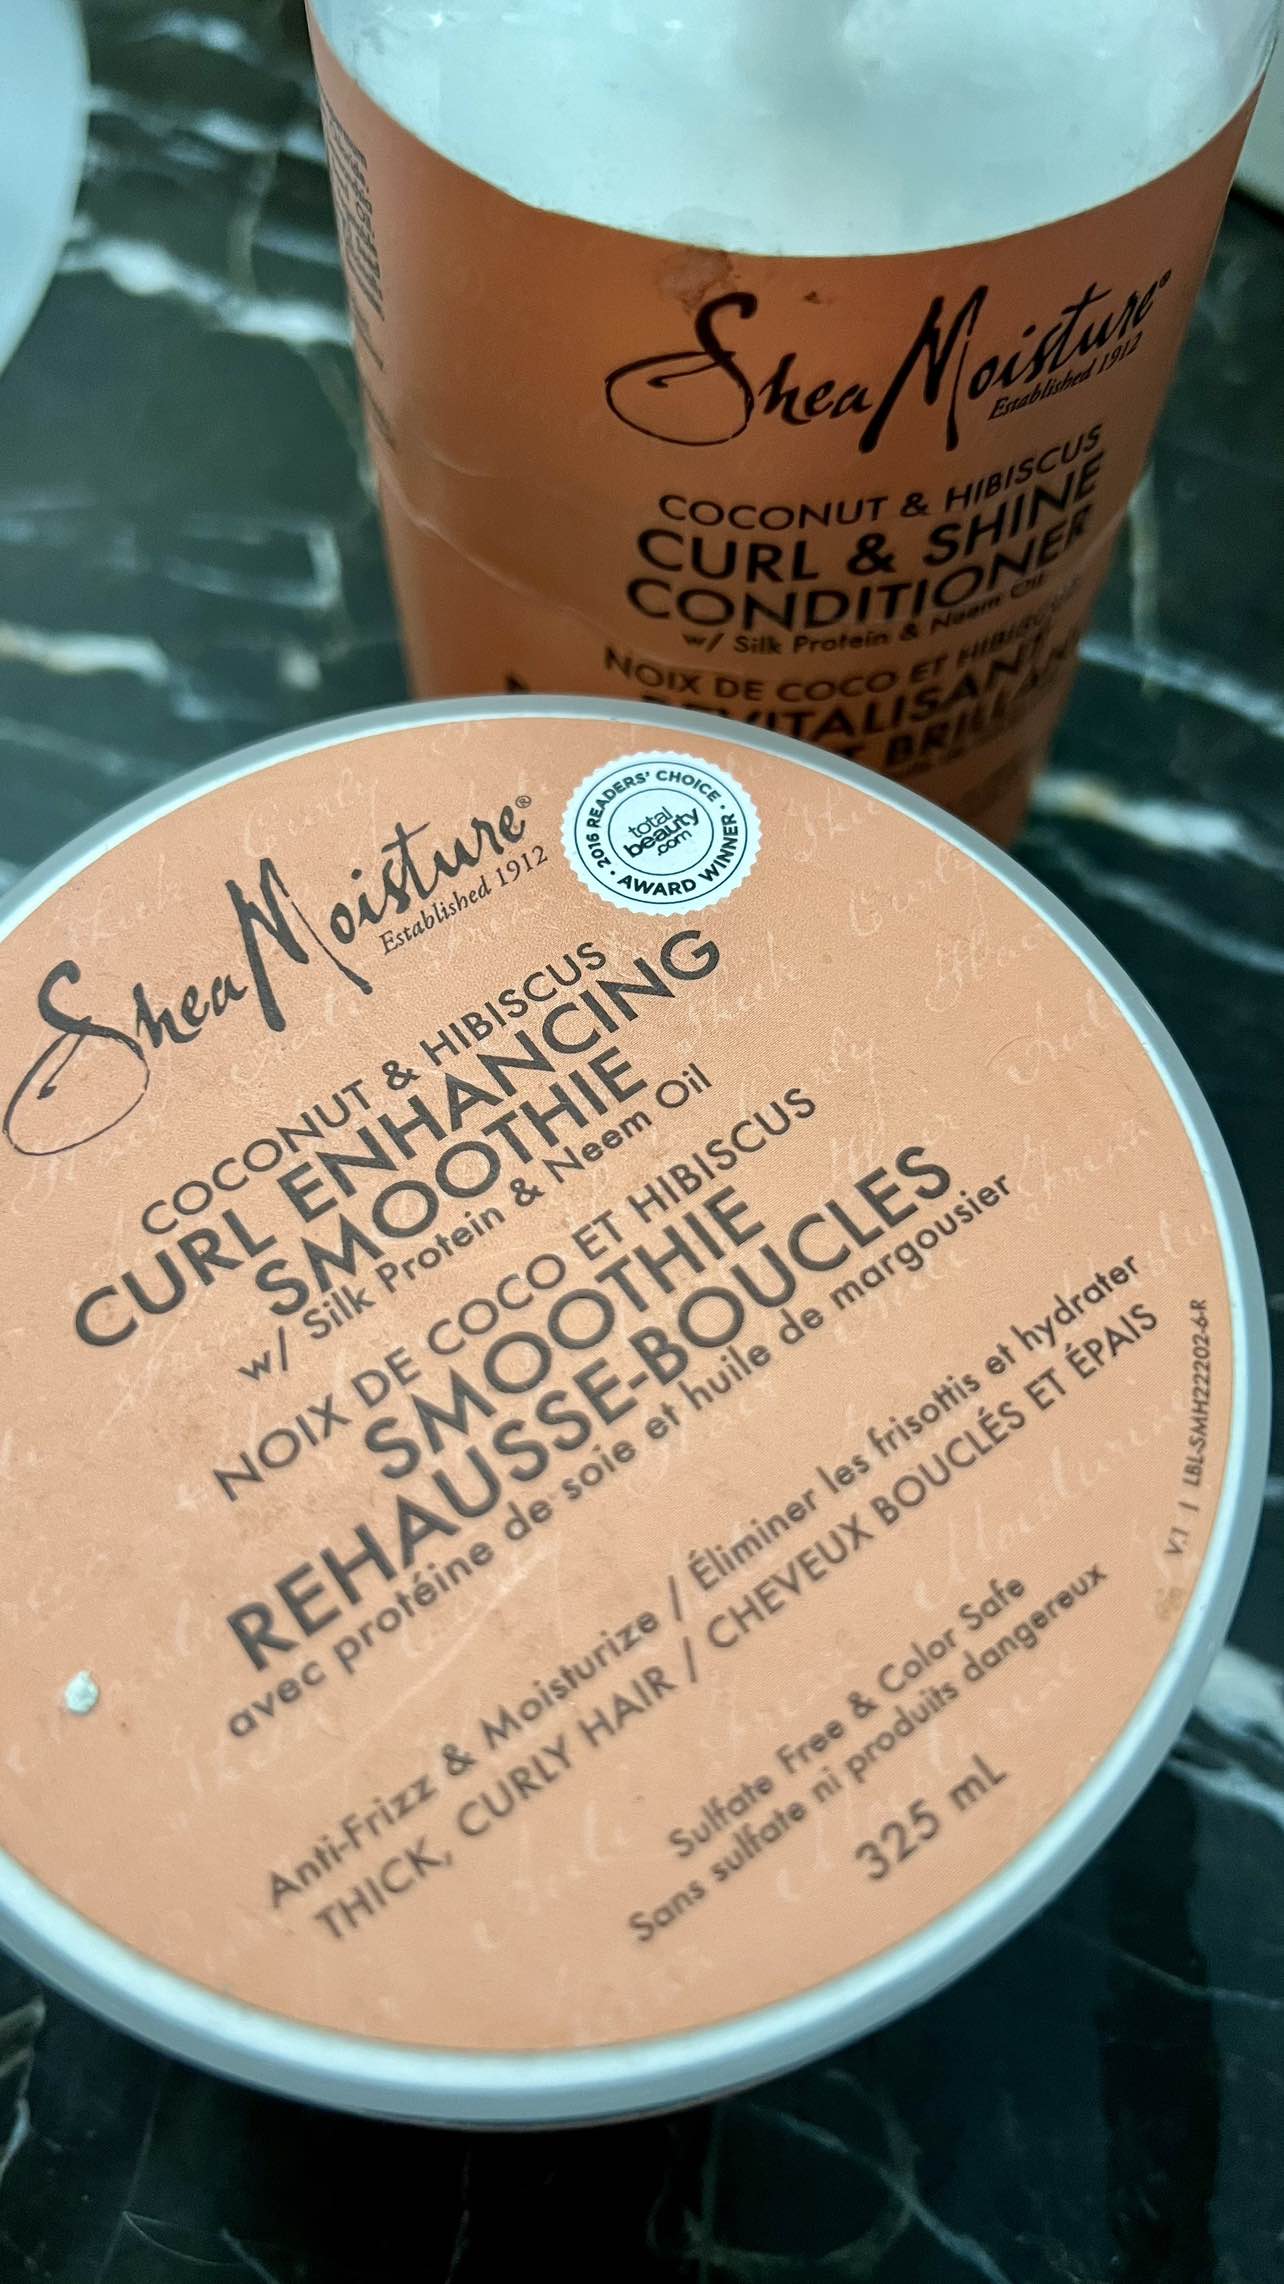 SheaMoisture®
Established 1912
COCONUT & HIBISCUS
CURL & SHINE
CONDITIONER
w/ Silk Protein & Neem Oil
NOIX DE COCO ET HIBISCUS
SheaMoisture®
Established 1912
2016 READERS' CHOICE
total
beauty
.com
AWARD WINNER
COCONUT & HIBISCUS
CURL ENHANCING
SMOOTHIE
w/ Silk Protein & Neem Oil
NOIX DE COCO ET HIBISCUS
SMOOTHIE
REHAUSSE-BOUCLES
avec protéine de soie et huile de margousier
Anti-Frizz & Moisturize / Éliminer les frisottis et hydrater
THICK, CURLY HAIR / CHEVEUX BOUCLÉS ET ÉPAIS
Sulfate Free & Color Safe
Sans sulfate ni produits dangereux
325 mL
V.1 | LBL-SMH22202-6-R